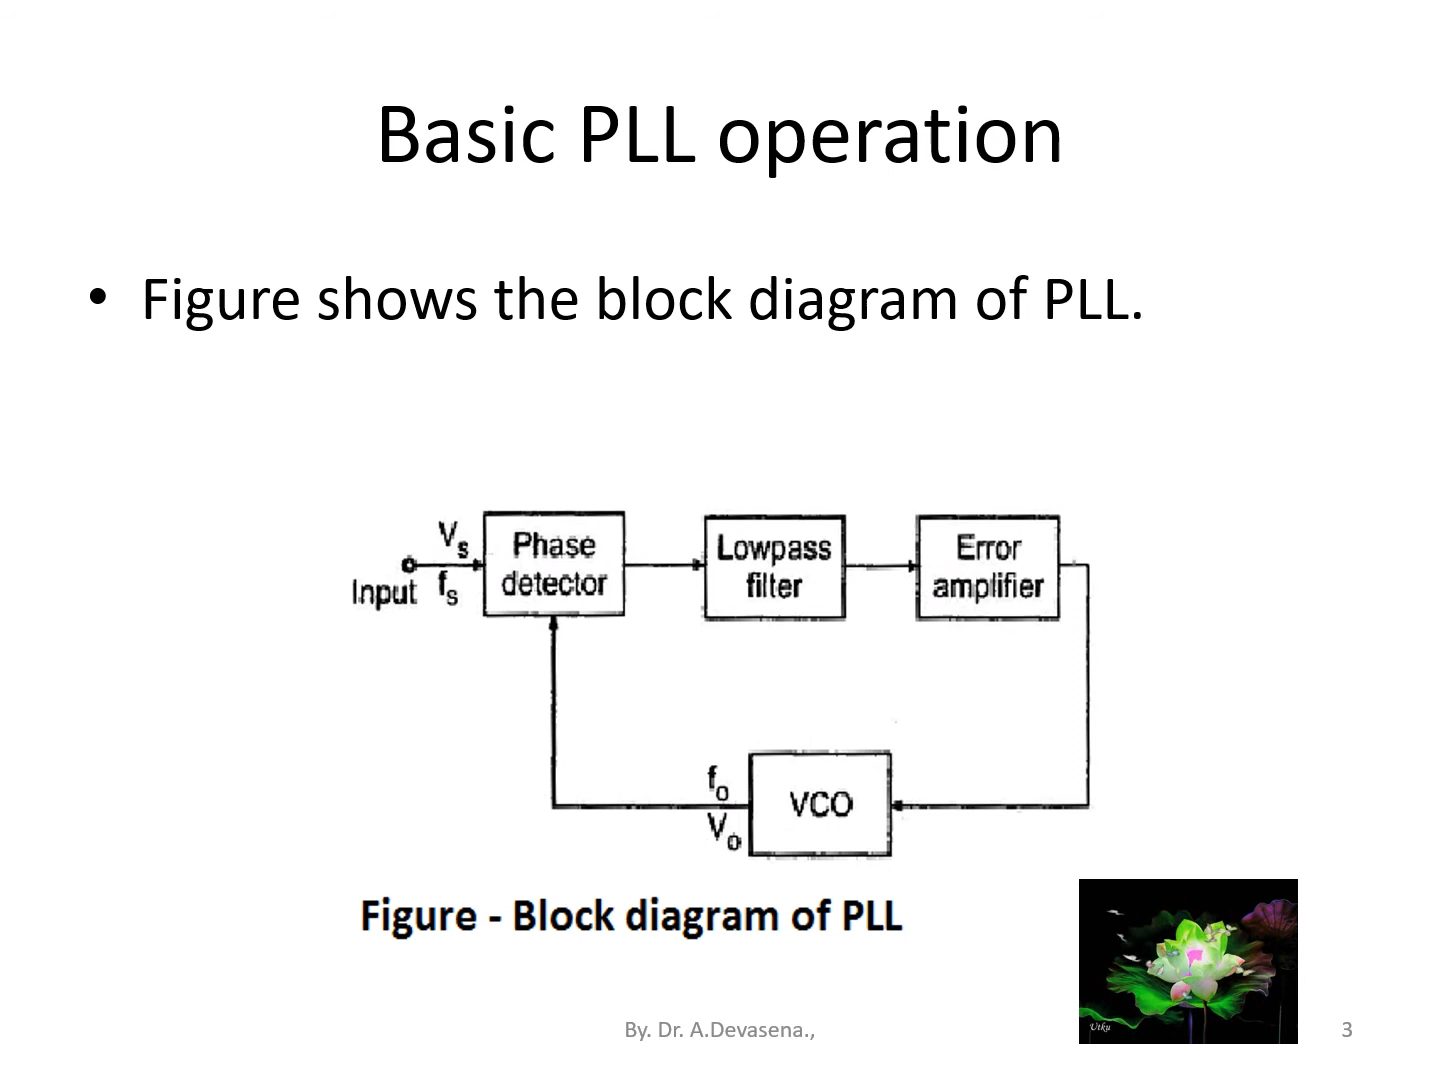 Basic PLL operation
• Figure shows the block diagram of PLL.
Vs
Input
fs
Phase
detector
Lowpass
filter
Error
amplifier
fo
Vo
VCO
Figure - Block diagram of PLL
Utku
By. Dr. A.Devasena.,
3